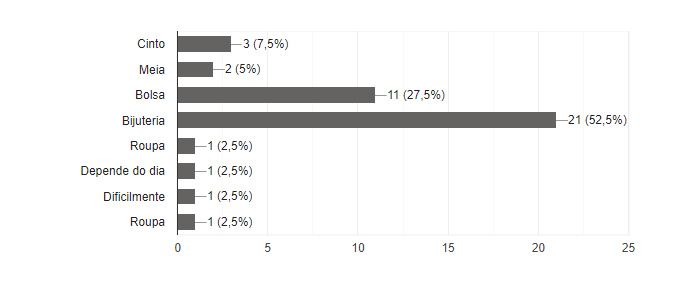 Cinto 3 (7,5%)
Meia 2 (5%)
Bolsa 11 (27,5%)
Bijuteria 21 (52,5%)
Roupa 1 (2,5%)
Depende do dia 1 (2,5%)
Dificilmente 1 (2,5%)
Roupa 1 (2,5%)
0 5 10 15 20 25